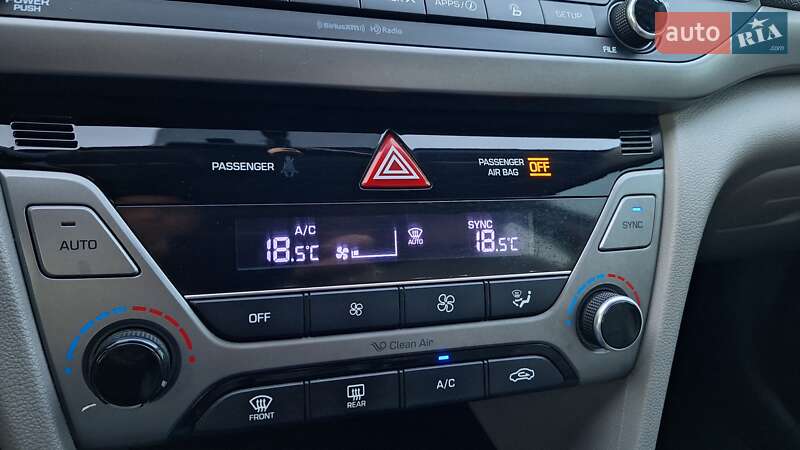 POWER
PUSH
APPS/i
SETUP
((SiriusXM)) HD Radio
FILE
auto RIA
.com
PASSENGER
PASSENGER
AIR BAG
OFF
AUTO
A/C
18.5°C
AUTO
SYNC
18.5°C
SYNC
OFF
Clean Air
FRONT
REAR
A/C